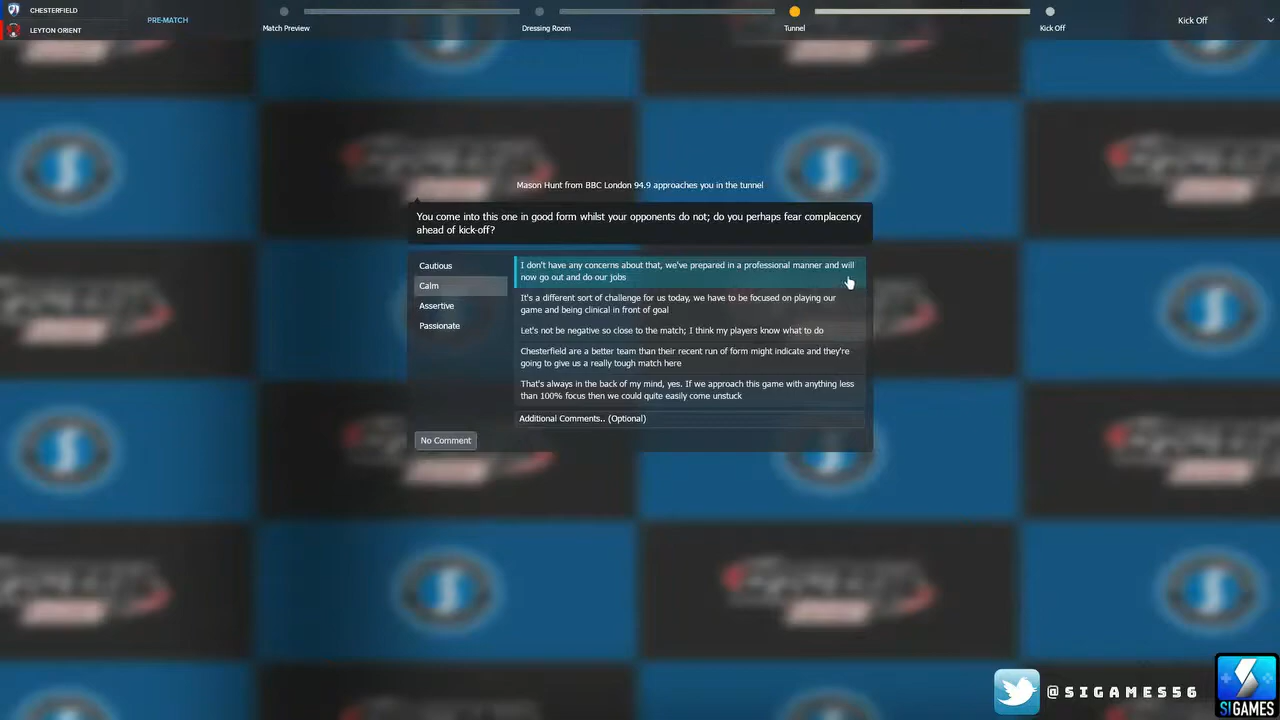 CHESTERFIELD
LEYTON ORIENT
PRE-MATCH
Match Preview
Dressing Room
Tunnel
Kick Off
Kick Off
Mason Hunt from BBC London 94.9 approaches you in the tunnel
You come into this one in good form whilst your opponents do not; do you perhaps fear complacency
ahead of kick-off?
Cautious
Calm
Assertive
Passionate
I don't have any concerns about that, we've prepared in a professional manner and will
now go out and do our jobs
It's a different sort of challenge for us today, we have to be focused on playing our
game and being clinical in front of goal
Let's not be negative so close to the match; I think my players know what to do
Chesterfield are a better team than their recent run of form might indicate and they're
going to give us a really tough match here
That's always in the back of my mind, yes. If we approach this game with anything less
than 100% focus then we could quite easily come unstuck
Additional Comments.. (Optional)
No Comment
@SIGAMES56
SIGAMES